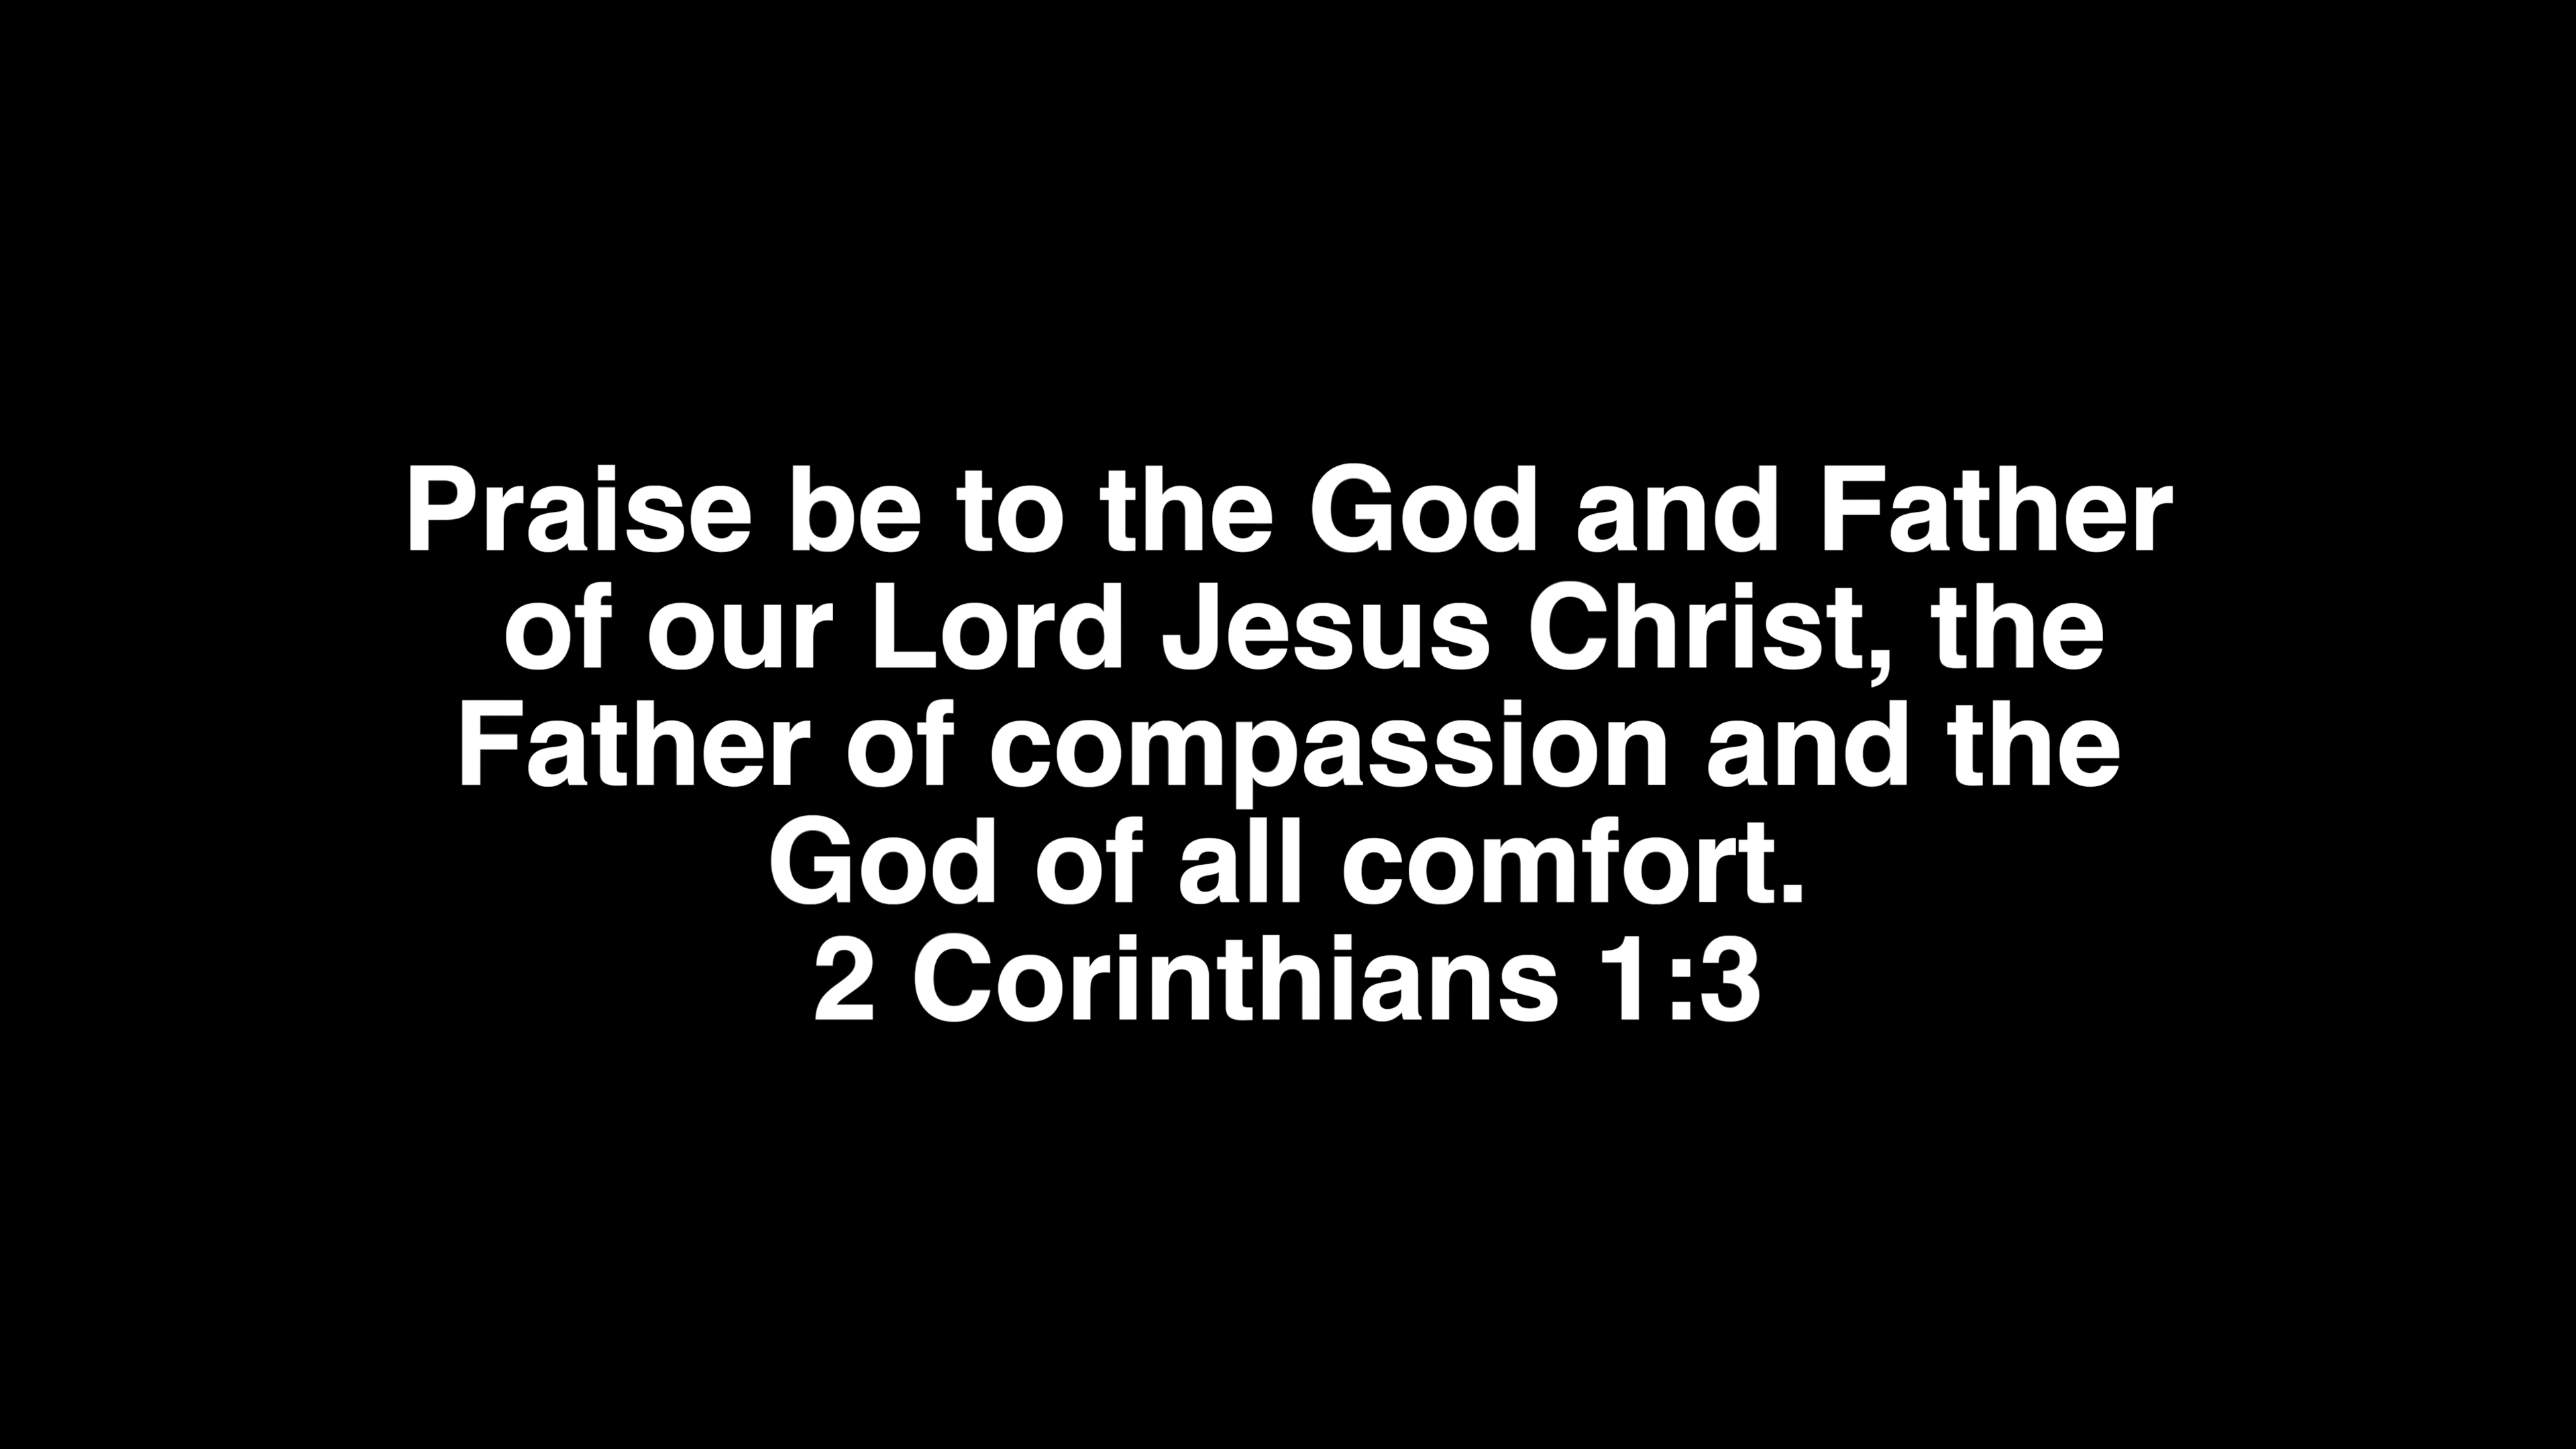 Praise be to the God and Father
of our Lord Jesus Christ, the
Father of compassion and the
God of all comfort.
2 Corinthians 1:3